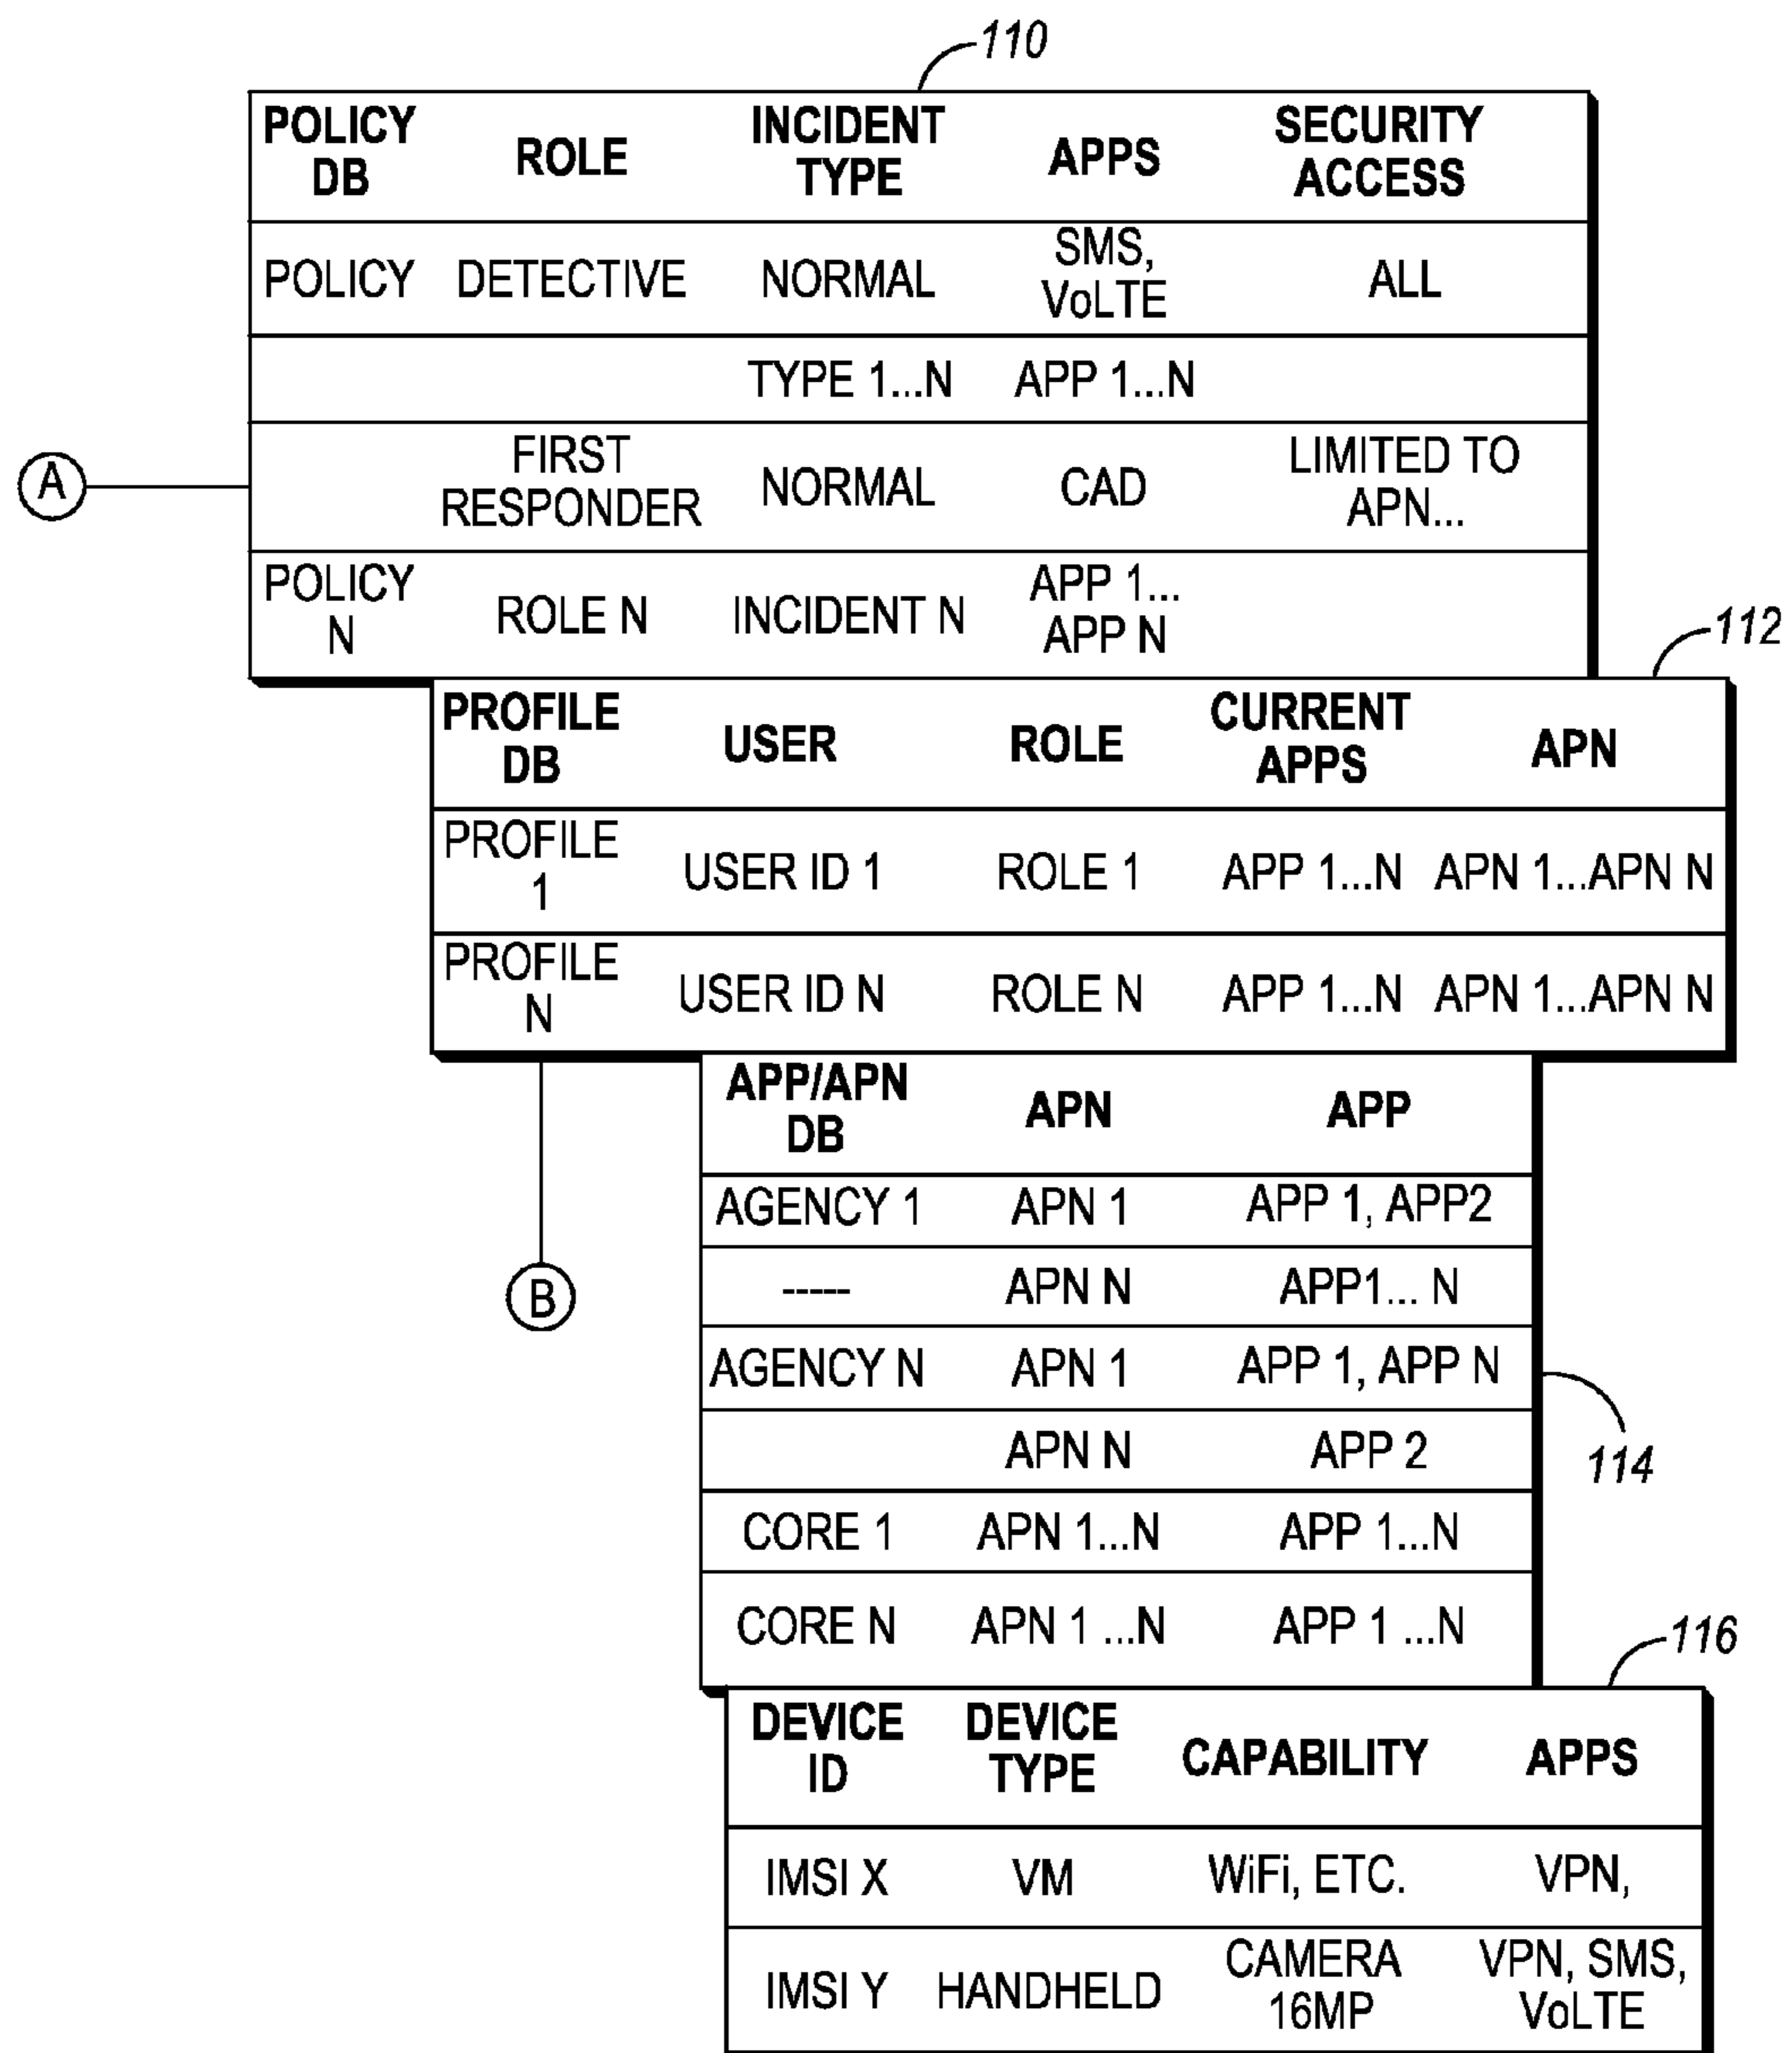 110
POLICY DB ROLE INCIDENT TYPE APPS SECURITY ACCESS
POLICY DETECTIVE NORMAL SMS, VoLTE ALL
TYPE 1...N APP 1...N
A
FIRST RESPONDER NORMAL CAD LIMITED TO APN...
POLICY N ROLE N INCIDENT N APP 1... APP N
112
PROFILE DB USER ROLE CURRENT APPS APN
PROFILE 1 USER ID 1 ROLE 1 APP 1...N APN 1...APN N
PROFILE N USER ID N ROLE N APP 1...N APN 1...APN N
B
APP/APN DB APN APP
AGENCY 1 APN 1 APP 1, APP2
----- APN N APP1... N
AGENCY N APN 1 APP 1, APP N
APN N APP 2
114
CORE 1 APN 1...N APP 1...N
CORE N APN 1 ...N APP 1 ...N
116
DEVICE ID DEVICE TYPE CAPABILITY APPS
IMSI X VM WiFi, ETC. VPN,
IMSI Y HANDHELD CAMERA 16MP VPN, SMS, VoLTE